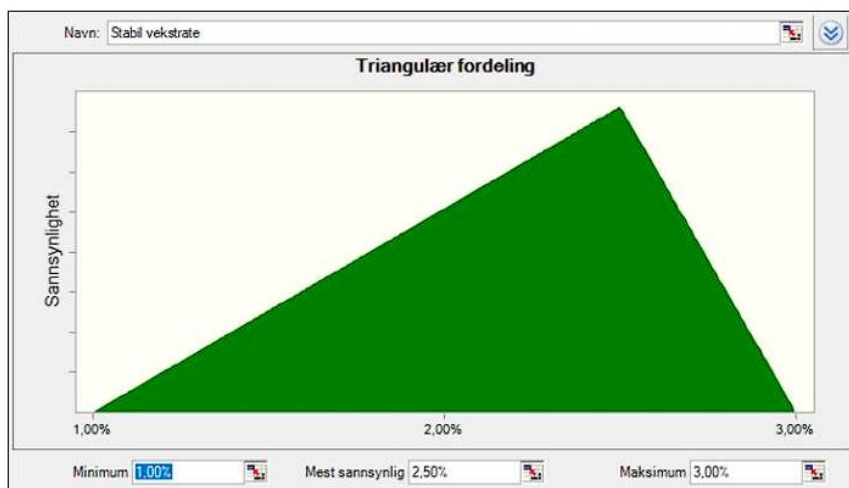 Navn: Stabil vekstrate
Triangulær fordeling
Sannsynlighet
1,00% 2,00% 3,00%
Minimum 1,00% Mest sannsynlig 2,50% Maksimum 3,00%